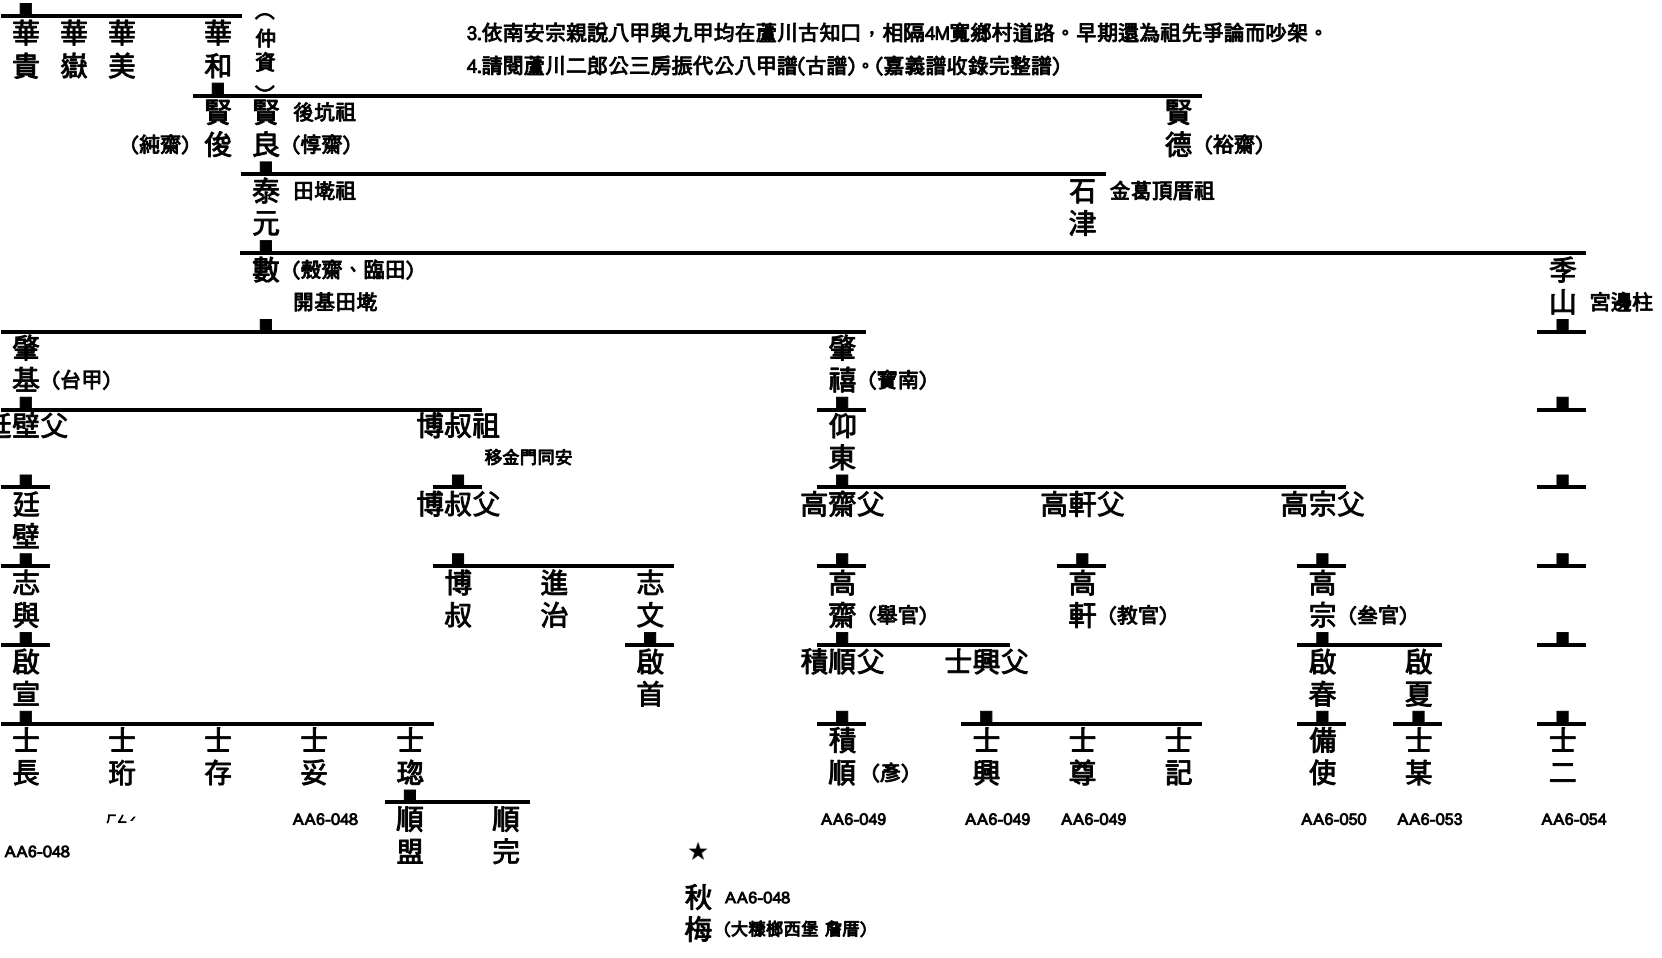 華貴 華嶽 華美 華和 (仲資)
3.依南安宗親說八甲與九甲均在蘆川古知口，相隔4M寬鄉村道路。早期還為祖先爭論而吵架。
4.請閱蘆川二郎公三房振代公八甲譜(古譜)。(嘉義譜收錄完整譜)
(純齋) 賢俊 賢良 後坑祖 (惇齋) 賢德 (裕齋)
泰元 田墘祖 石津 金葛頂厝祖
數 (穀齋、臨田) 開基田墘 季山 宮邊柱
肇基 (台甲) 肇禧 (寶南)
廷壁父 博叔祖 移金門同安 仰東
廷壁 博叔父 高齋父 高軒父 高宗父
志與 博叔 進治 志文 高齋 (舉官) 高軒 (教官) 高宗 (叁官)
啟宣 啟首 積順父 士興父 啟春 啟夏
士長 士珩 士存 士妥 士璁 積順 (彥) 士興 士尊 士記 備使 士某 士二
AA6-048 順盟 順完 AA6-049 AA6-049 AA6-049 AA6-050 AA6-053 AA6-054
AA6-048
★
秋梅 AA6-048
(大糠榔西堡 詹厝)